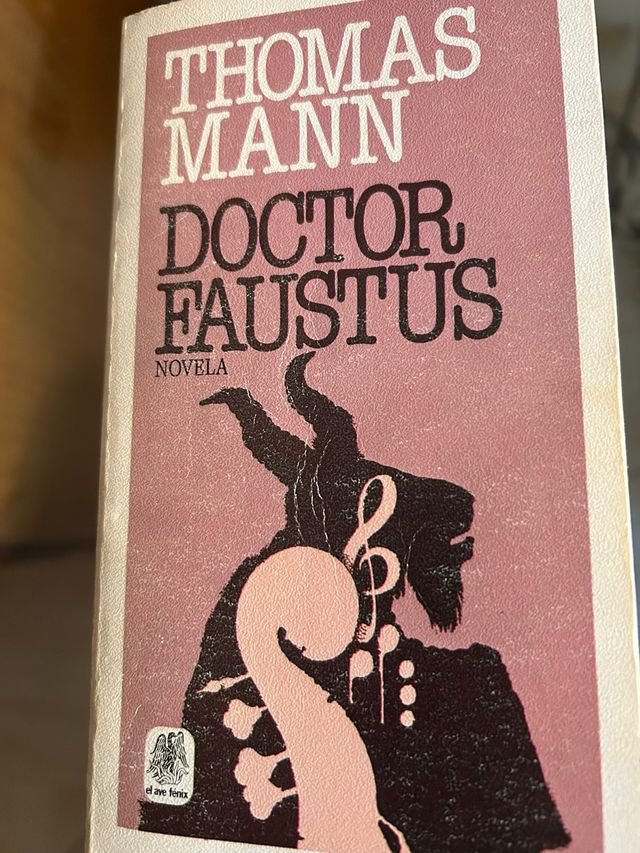 THOMAS
MANN
DOCTOR
FAUSTUS
NOVELA
el ave fénix